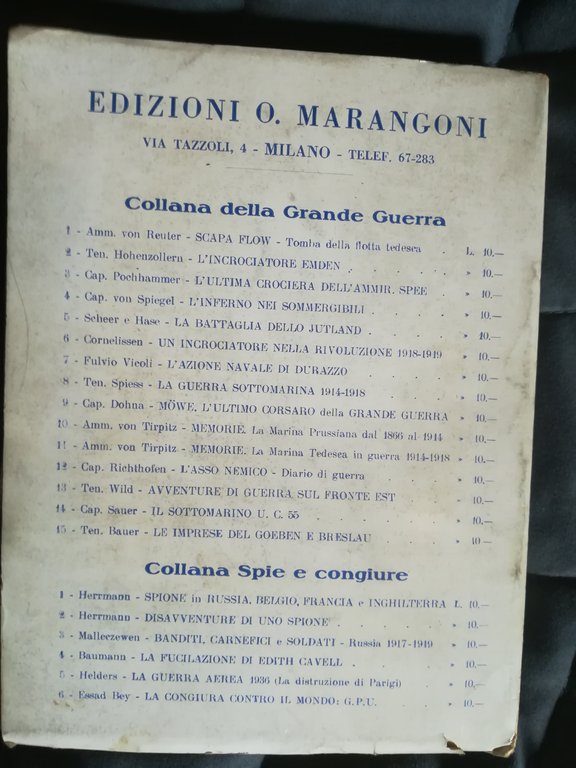 EDIZIONI O. MARANGONI
VIA TAZZOLI, 4 - MILANO - TELEF. 67-283
Collana della Grande Guerra
1 - Amm. von Reuter - SCAPA FLOW - Tomba della flotta tedesca . L. 10.—
2 - Ten. Hohenzollern - L'INCROCIATORE EMDEN . . . . » 10.—
3 - Cap. Pochhammer - L'ULTIMA CROCIERA DELL'AMMIR. SPEE . » 10.—
4 - Cap. von Spiegel - L'INFERNO NEI SOMMERGIBILI . . . » 10.—
5 - Scheer e Hase - LA BATTAGLIA DELLO JUTLAND . . . . » 10.—
6 - Cornelissen - UN INCROCIATORE NELLA RIVOLUZIONE 1918-1919 » 10.—
7 - Fulvio Vicoli - L'AZIONE NAVALE DI DURAZZO . . . . » 10.—
8 - Ten. Spiess - LA GUERRA SOTTOMARINA 1914-1918 . . . » 10.—
9 - Cap. Dohna - MÖWE. L'ULTIMO CORSARO della GRANDE GUERRA » 10.—
10 - Amm. von Tirpitz - MEMORIE. La Marina Prussiana dal 1866 al 1914 » 10.—
11 - Amm. von Tirpitz - MEMORIE. La Marina Tedesca in guerra 1914-1918 » 10.—
12 - Cap. Richthofen - L'ASSO NEMICO - Diario di guerra . . . » 10.—
13 - Ten. Wild - AVVENTURE DI GUERRA SUL FRONTE EST . . » 10.—
14 - Cap. Sauer - IL SOTTOMARINO U. C. 55 . . . . . » 10.—
15 - Ten. Bauer - LE IMPRESE DEL GOEBEN E BRESLAU . . . » 10—
Collana Spie e congiure
1 - Herrmann - SPIONE in RUSSIA, BELGIO, FRANCIA e INGHILTERRA L. 10.—
2 - Herrmann - DISAVVENTURE DI UNO SPIONE . . . . » 10.—
3 - Malleczewen - BANDITI, CARNEFICI e SOLDATI - Russia 1917-1919 » 10.—
4 - Baumann - LA FUCILAZIONE DI EDITH CAVELL . . . . » 10.—
5 - Helders - LA GUERRA AEREA 1936 (La distruzione di Parigi) . » 10.—
6 - Essad Bey - LA CONGIURA CONTRO IL MONDO: G.P.U. . . . » 10.—